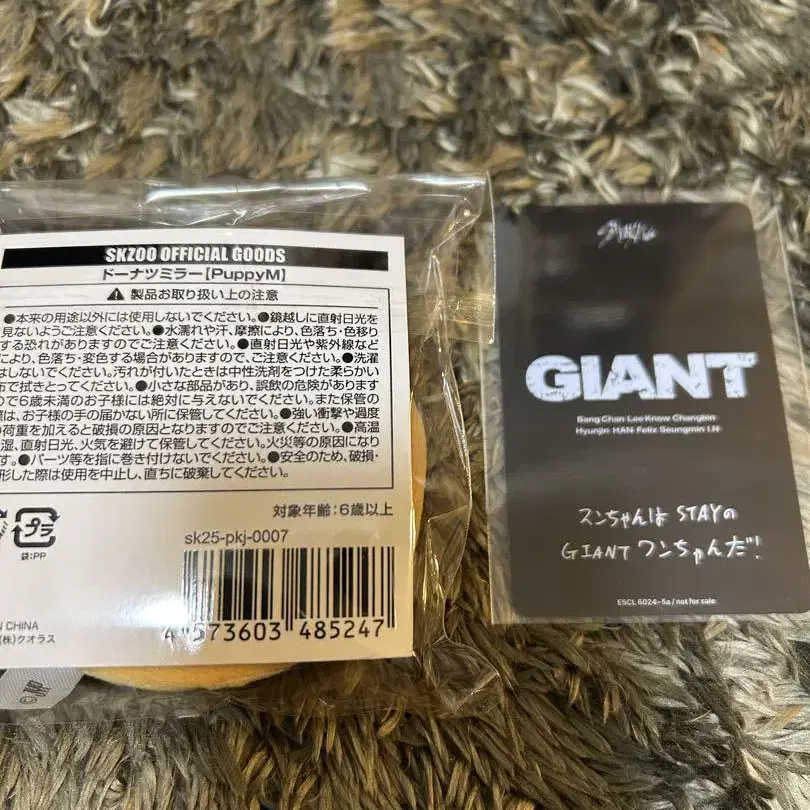 SKZOO OFFICIAL GOODS
ドーナツミラー【PuppyM】
⚠ 製品お取り扱い上の注意
●本来の用途以外には使用しないでください。●鏡越しに直射日光を
見ないようご注意ください。●水濡れや汗、摩擦により、色落ち・色移り
する恐れがありますのでご注意ください。●直射日光や紫外線など
により、色落ち・変色する場合がありますので、ご注意ください。●洗濯
はしないでください。汚れが付いたときは中性洗剤をつけた柔らかい
布で拭きとってください。●小さな部品があり、誤飲の危険があります
ので6歳未満のお子様には絶対に与えないでください。また保管の
際は、お子様の手の届かない所に保管してください。●強い衝撃や過度
の荷重を加えると破損の原因となりますのでご注意ください。●高温
湿、直射日光、火気を避けて保管してください。火災等の原因になり
す。●パーツ等を指に巻き付けないでください。●安全のため、破損・
形した際は使用を中止し、直ちに破棄してください。
対象年齢:6歳以上
プラ
袋:PP
sk25-pkj-0007
4 573603 485247
N CHINA
(株)クオラス
Stray Kids
GIANT
Bang Chan Lee Know Changbin
Hyunjin HAN Felix Seungmin I.N
スンちゃんは STAYの
GIANT ワンちゃんだ!
ESCL 6024-5a / not for sale